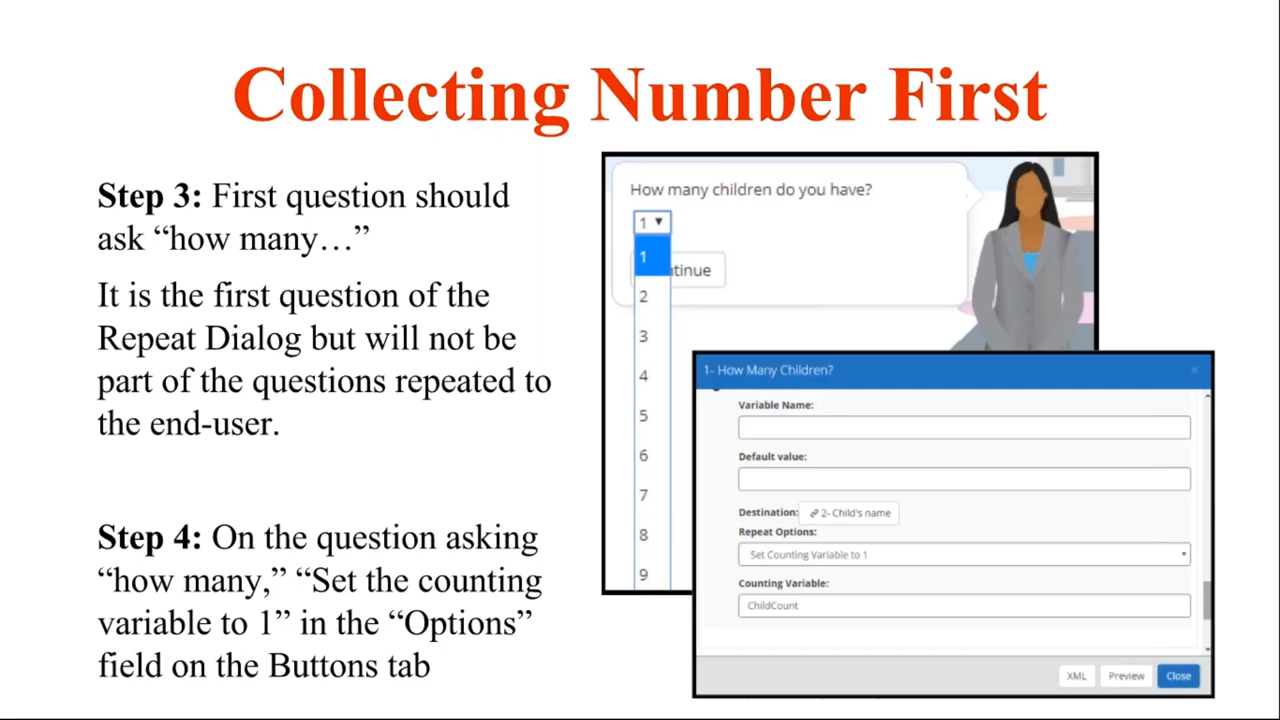 Collecting Number First
Step 3: First question should
ask “how many…”
It is the first question of the
Repeat Dialog but will not be
part of the questions repeated to
the end-user.
Step 4: On the question asking
“how many,” “Set the counting
variable to 1” in the “Options”
field on the Buttons tab
How many children do you have?
1
1
tinue
2
3
4
5
6
7
8
9
1- How Many Children?
Variable Name:
Default value:
Destination: 2- Child's name
Repeat Options:
Set Counting Variable to 1
Counting Variable:
ChildCount
XML Preview Close